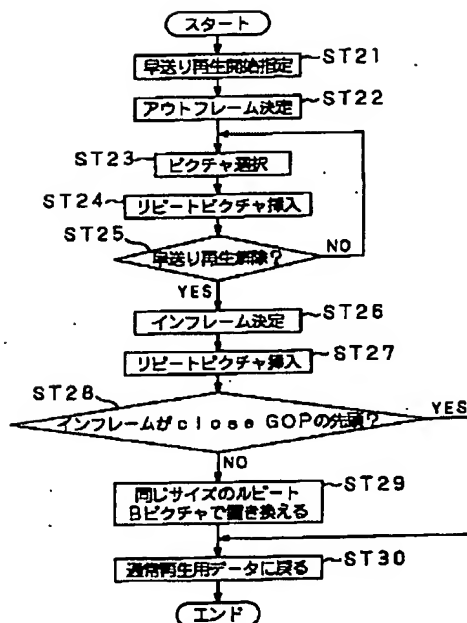 スタート
早送り再生開始指定
ST21
アウトフレーム決定
ST22
ST23
ピクチャ選択
ST24
リピートピクチャ挿入
ST25
早送り再生解除?
NO
YES
インフレーム決定
ST26
リピートピクチャ挿入
ST27
ST28
インフレームがclose GOPの先頭?
YES
NO
同じサイズのルピート
Bピクチャで置き換える
ST29
通常再生用データに戻る
ST30
エンド